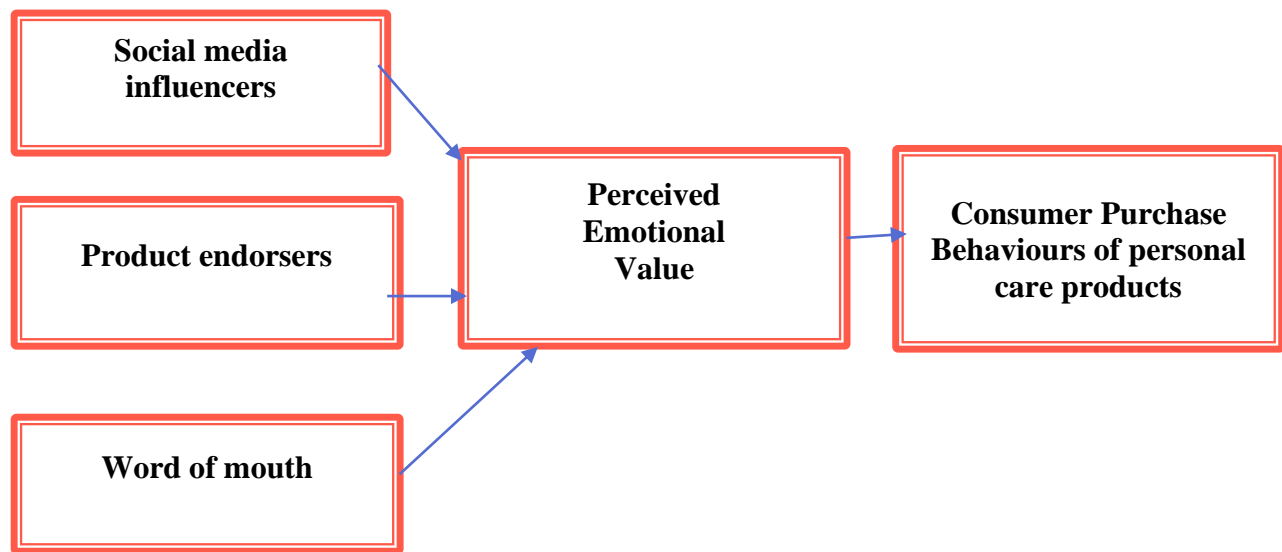 Social media
influencers
Product endorsers
Word of mouth
Perceived
Emotional
Value
Consumer Purchase
Behaviours of personal
care products